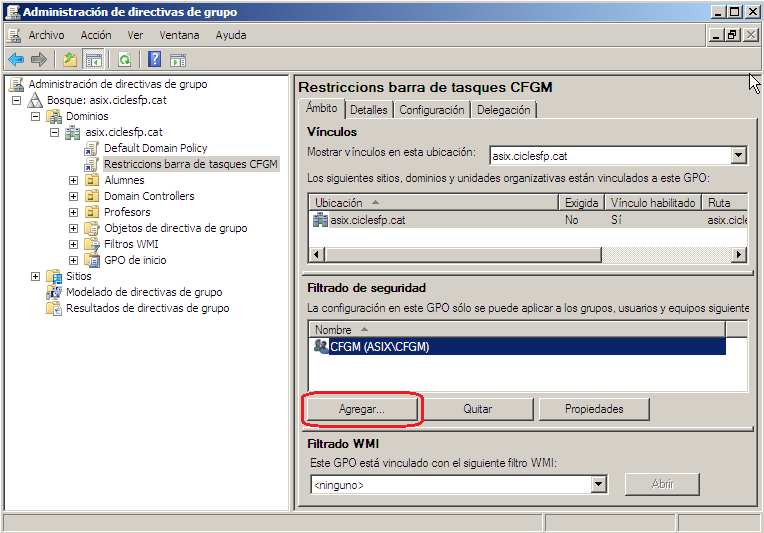 Administración de directivas de grupo
Archivo Acción Ver Ventana Ayuda
Administración de directivas de grupo
Bosque: asix.ciclesfp.cat
Dominios
asix.ciclesfp.cat
Default Domain Policy
Restriccions barra de tasques CFGM
Alumnes
Domain Controllers
Profesors
Objetos de directiva de grupo
Filtros WMI
GPO de inicio
Sitios
Modelado de directivas de grupo
Resultados de directivas de grupo
Restriccions barra de tasques CFGM
Ámbito Detalles Configuración Delegación
Vínculos
Mostrar vínculos en esta ubicación: asix.ciclesfp.cat
Los siguientes sitios, dominios y unidades organizativas están vinculados a este GPO:
Ubicación Exigida Vínculo habilitado Ruta
asix.ciclesfp.cat No Sí asix.cicle
Filtrado de seguridad
La configuración en este GPO sólo se puede aplicar a los grupos, usuarios y equipos siguiente
Nombre
CFGM (ASIX\CFGM)
Agregar... Quitar Propiedades
Filtrado WMI
Este GPO está vinculado con el siguiente filtro WMI:
<ninguno> Abrir